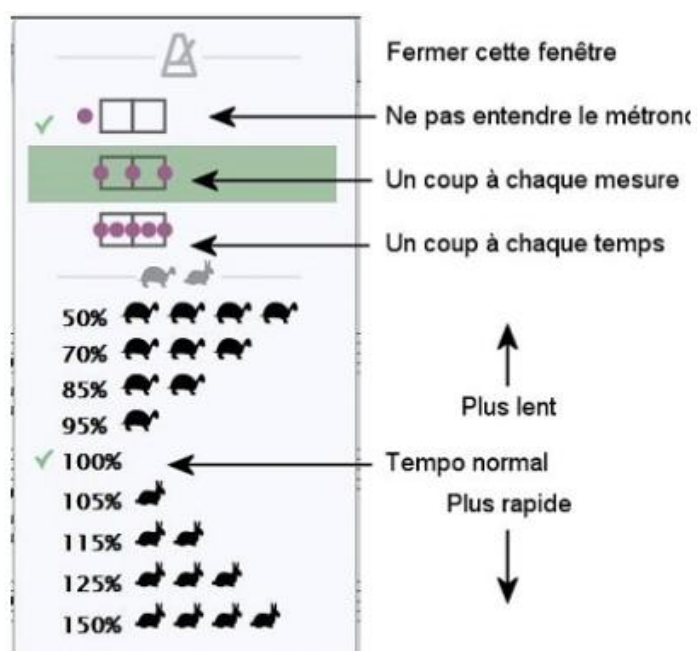 Fermer cette fenêtre
Ne pas entendre le
Un coup à chaque mesure
Un coup à chaque temps
50%
70%
85%
95%
Plus lent
100%
Tempo normal
105%
Plus rapide
115%
125%
150%